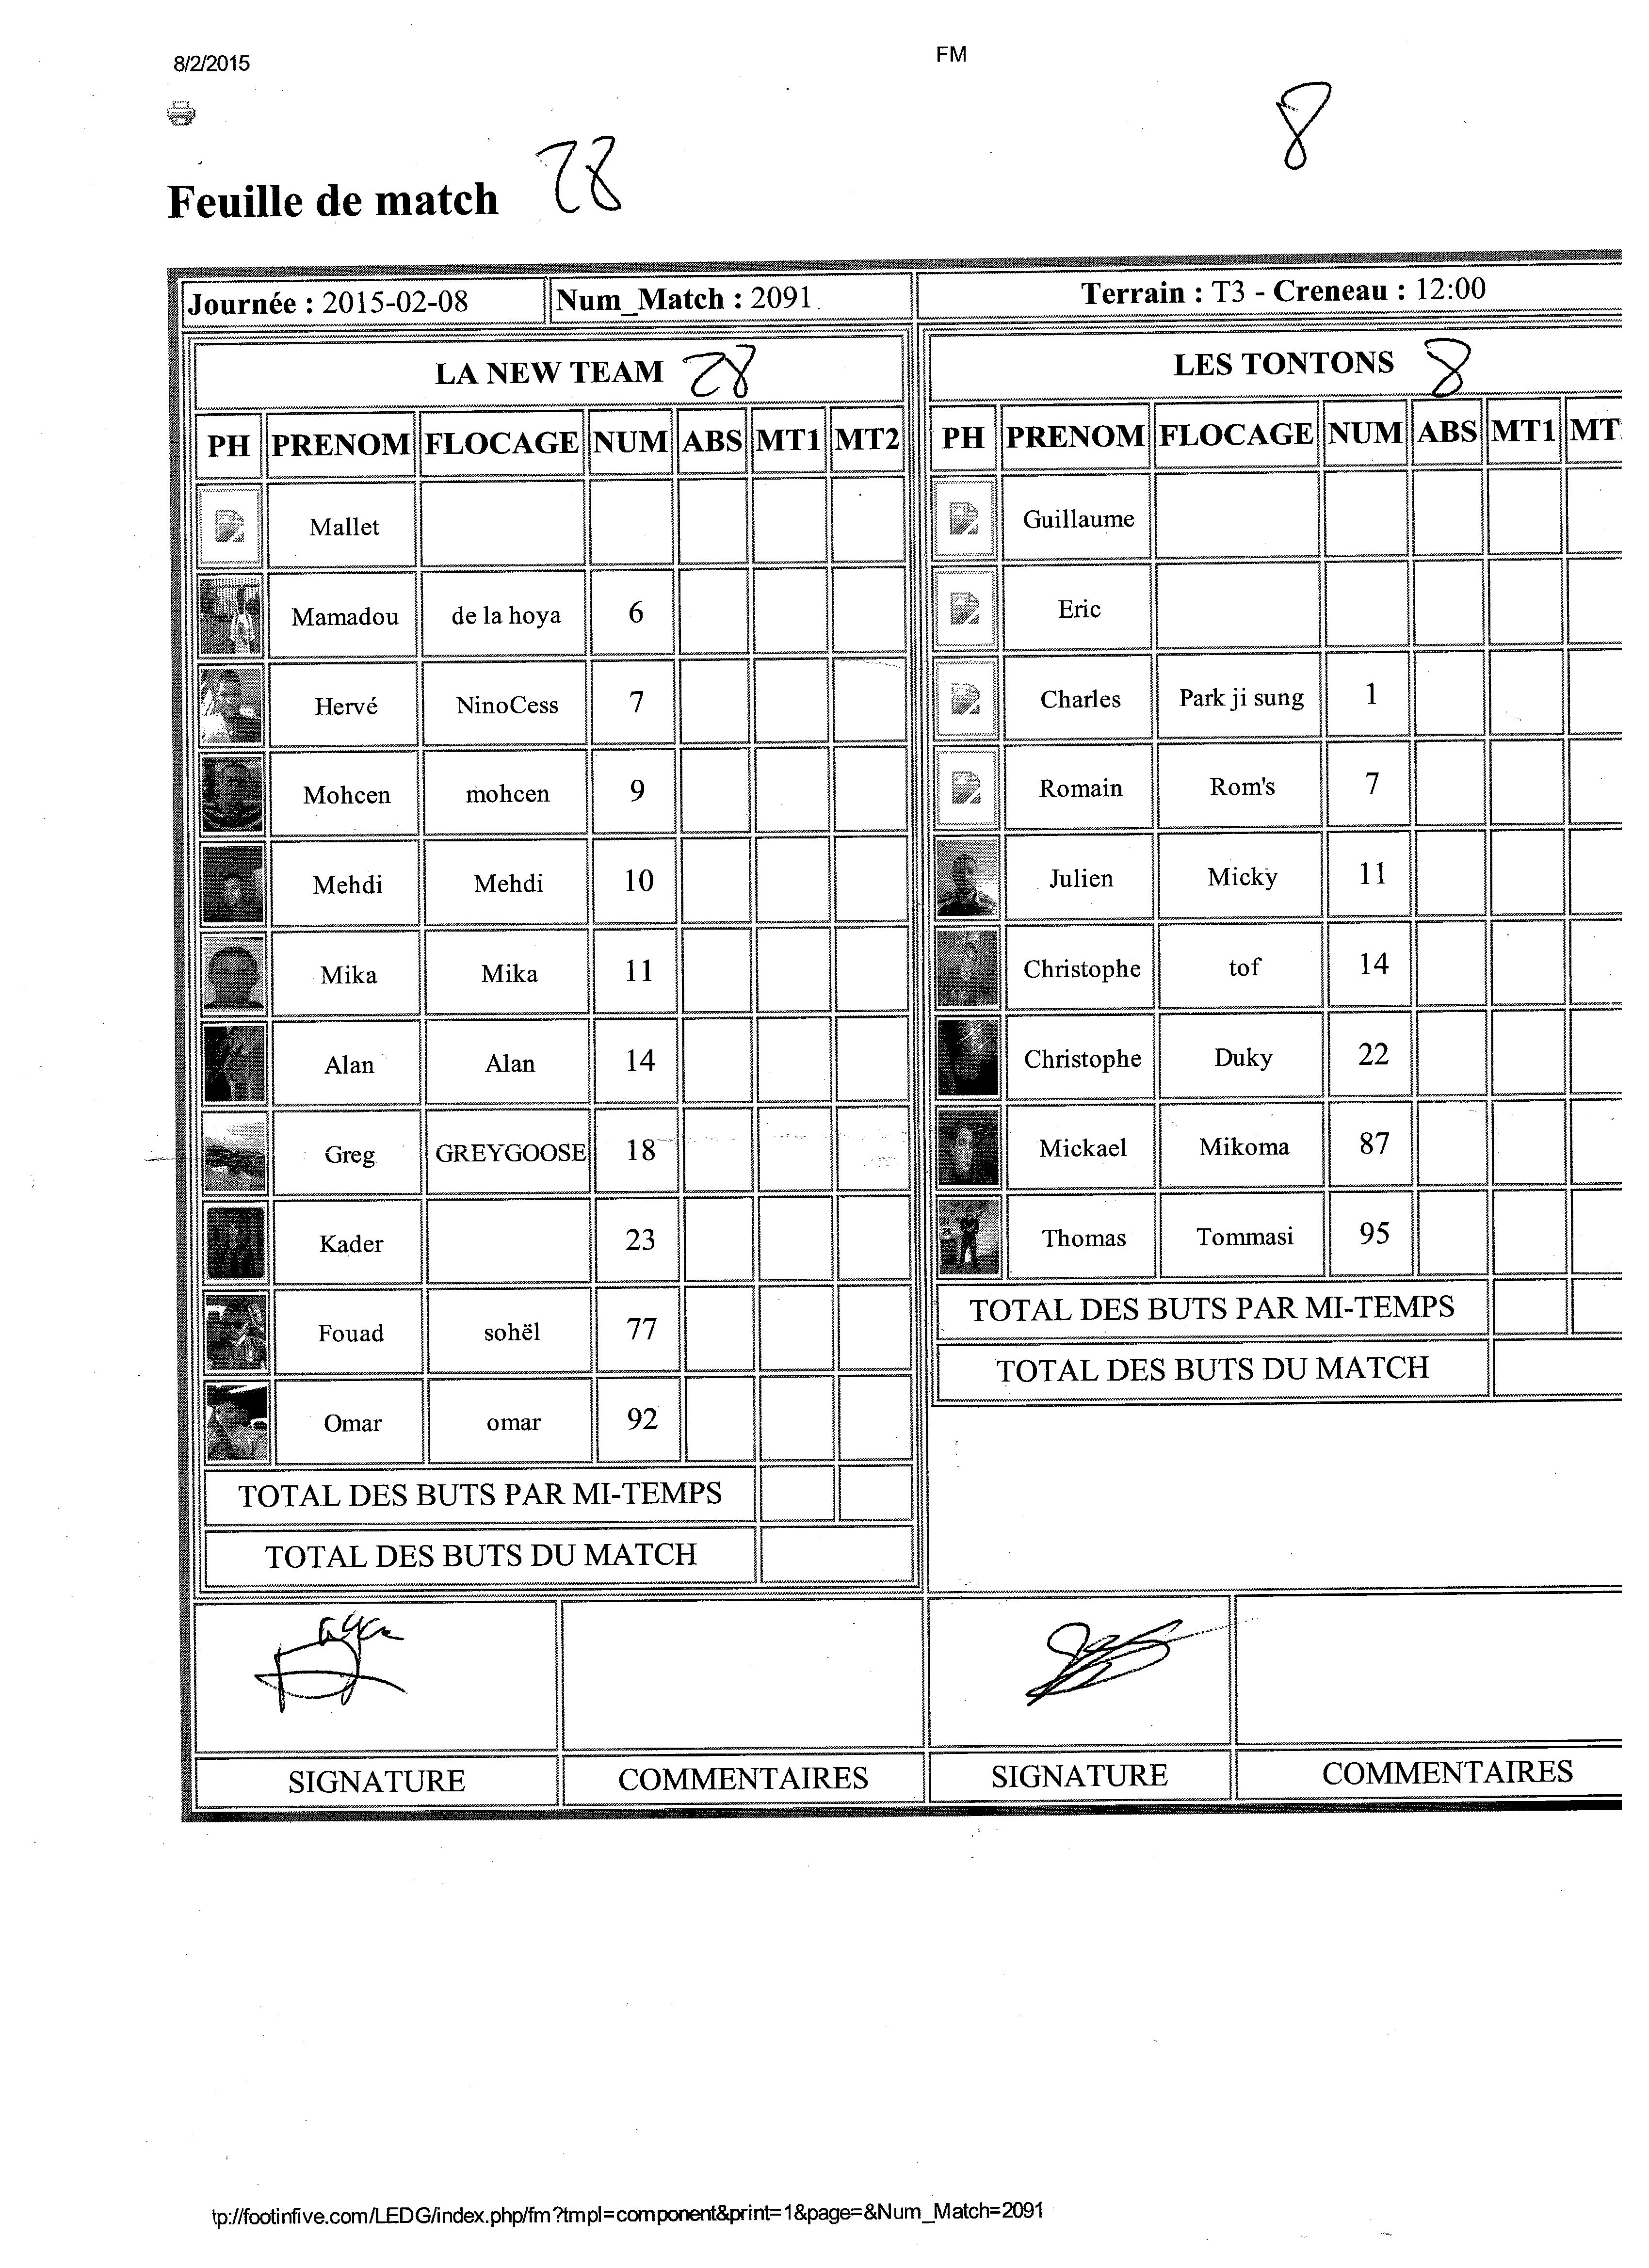 8/2/2015
FM
8
Feuille de match 28
Journée : 2015-02-08
Num_Match : 2091
Terrain : T3 - Creneau : 12:00
LA NEW TEAM 28
LES TONTONS 8
PH PRENOM FLOCAGE NUM ABS MT1 MT2
PH PRENOM FLOCAGE NUM ABS MT1 MT
Mallet
Mamadou de la hoya 6
Hervé NinoCess 7
Mohcen mohcen 9
Mehdi Mehdi 10
Mika Mika 11
Alan Alan 14
Greg GREYGOOSE 18
Kader 23
Fouad sohël 77
Omar omar 92
TOTAL DES BUTS PAR MI-TEMPS
TOTAL DES BUTS DU MATCH
Guillaume
Eric
Charles Park ji sung 1
Romain Rom's 7
Julien Micky 11
Christophe tof 14
Christophe Duky 22
Mickael Mikoma 87
Thomas Tommasi 95
TOTAL DES BUTS PAR MI-TEMPS
TOTAL DES BUTS DU MATCH
SIGNATURE
COMMENTAIRES
SIGNATURE
COMMENTAIRES
tp://footinfive.com/LEDG/index.php/fm?tmpl=component&print=1&page=&Num_Match=2091